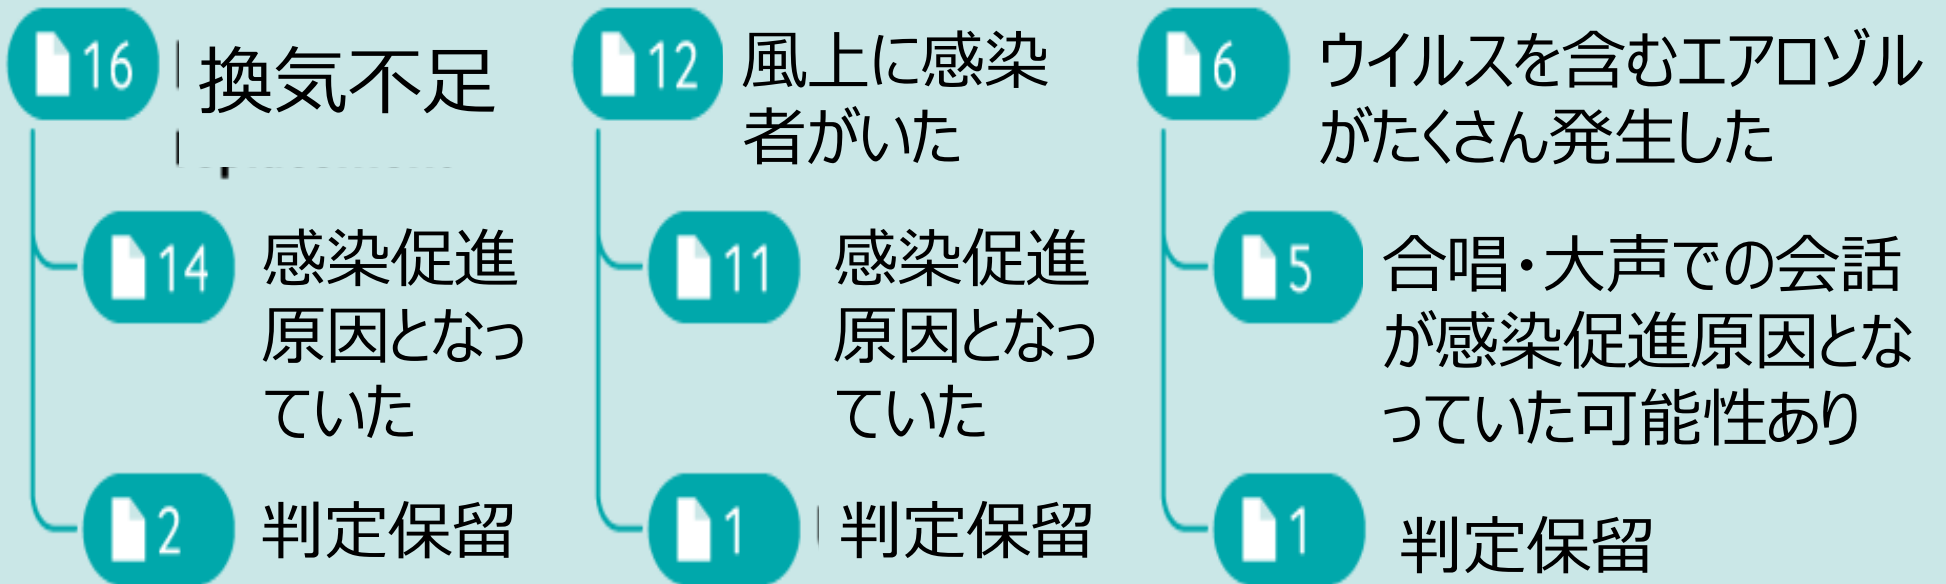 16 換気不足
14 感染促進
原因となっ
ていた
2 判定保留
12 風上に感染
者がいた
11 感染促進
原因となっ
ていた
1 判定保留
6 ウイルスを含むエアロゾル
がたくさん発生した
5 合唱・大声での会話
が感染促進原因とな
っていた可能性あり
1 判定保留